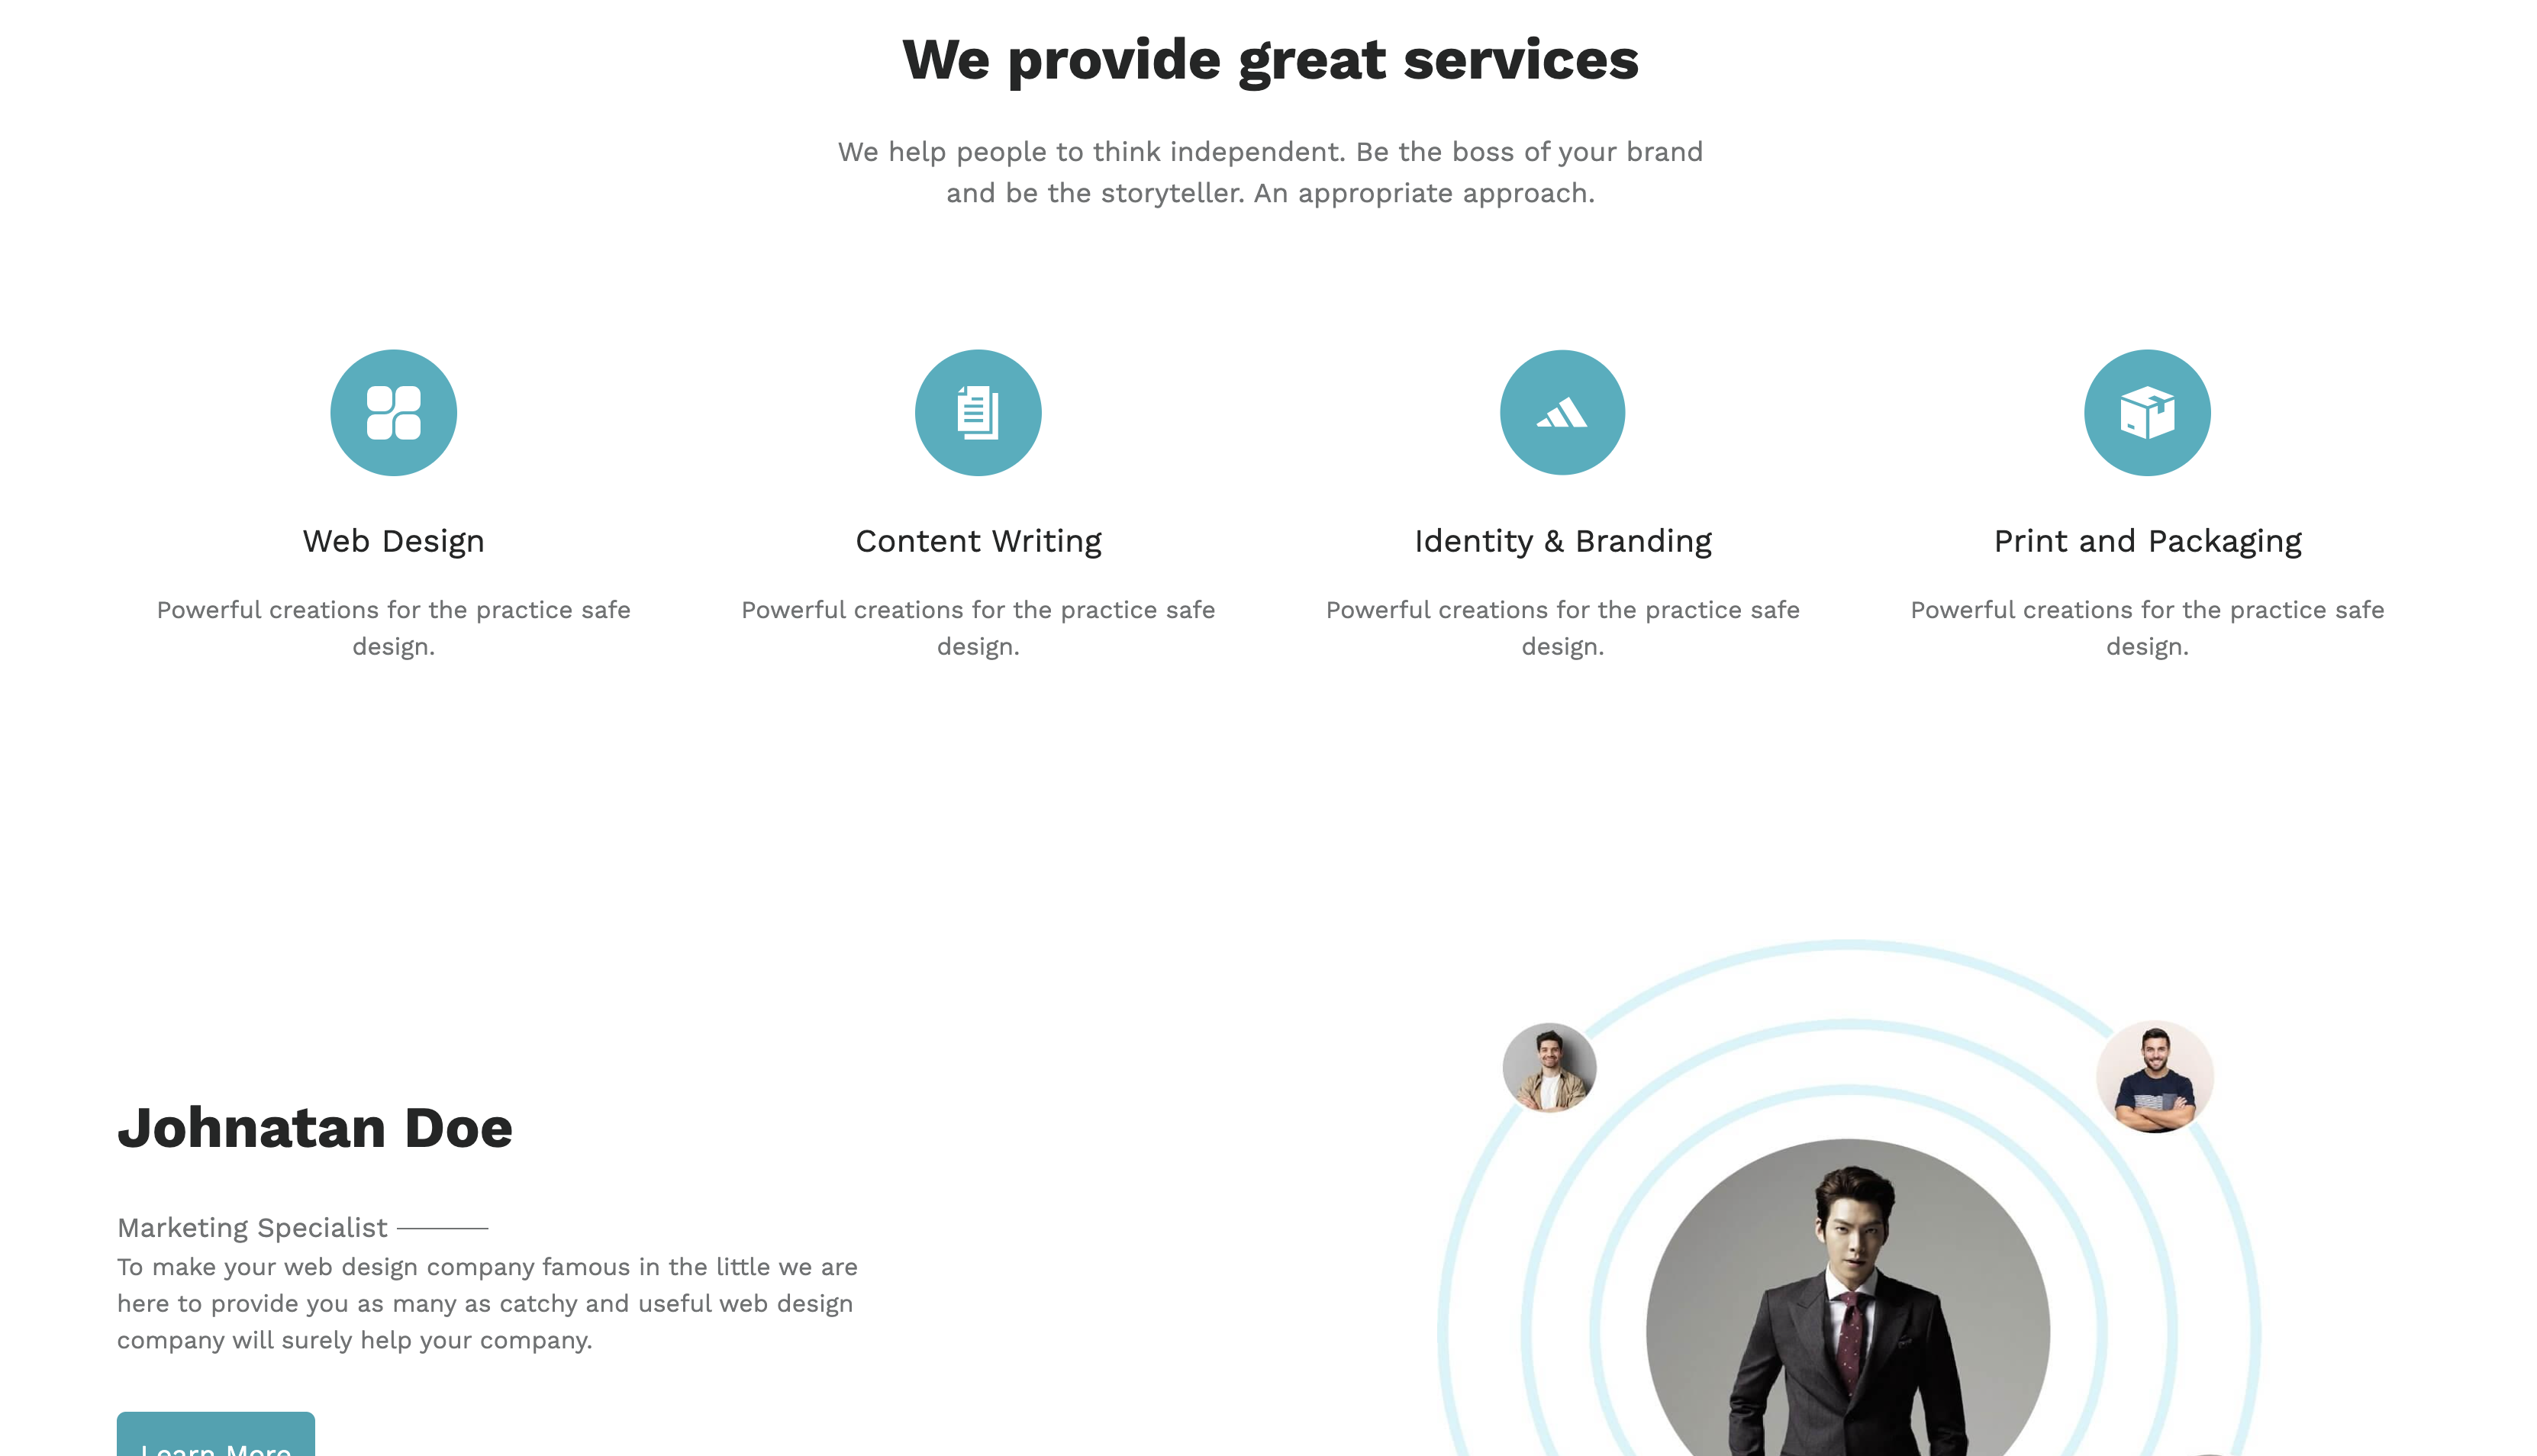 We provide great services
We help people to think independent. Be the boss of your brand
and be the storyteller. An appropriate approach.
Web Design
Powerful creations for the practice safe
design.
Content Writing
Powerful creations for the practice safe
design.
Identity & Branding
Powerful creations for the practice safe
design.
Print and Packaging
Powerful creations for the practice safe
design.
Johnatan Doe
Marketing Specialist
To make your web design company famous in the little we are
here to provide you as many as catchy and useful web design
company will surely help your company.
Learn More